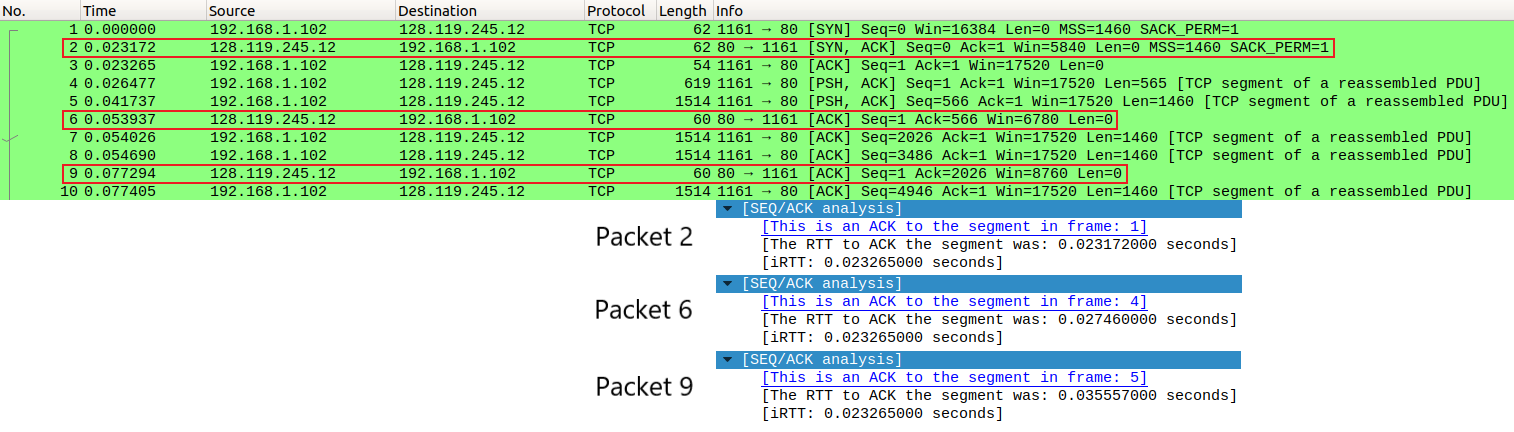 No. Time Source Destination Protocol Length Info
1 0.000000 192.168.1.102 128.119.245.12 TCP 62 1161 → 80 [SYN] Seq=0 Win=16384 Len=0 MSS=1460 SACK_PERM=1
2 0.023172 128.119.245.12 192.168.1.102 TCP 62 80 → 1161 [SYN, ACK] Seq=0 Ack=1 Win=5840 Len=0 MSS=1460 SACK_PERM=1
3 0.023265 192.168.1.102 128.119.245.12 TCP 54 1161 → 80 [ACK] Seq=1 Ack=1 Win=17520 Len=0
4 0.026477 192.168.1.102 128.119.245.12 TCP 619 1161 → 80 [PSH, ACK] Seq=1 Ack=1 Win=17520 Len=565 [TCP segment of a reassembled PDU]
5 0.041737 192.168.1.102 128.119.245.12 TCP 1514 1161 → 80 [PSH, ACK] Seq=566 Ack=1 Win=17520 Len=1460 [TCP segment of a reassembled PDU]
6 0.053937 128.119.245.12 192.168.1.102 TCP 60 80 → 1161 [ACK] Seq=1 Ack=566 Win=6780 Len=0
7 0.054026 192.168.1.102 128.119.245.12 TCP 1514 1161 → 80 [ACK] Seq=2026 Ack=1 Win=17520 Len=1460 [TCP segment of a reassembled PDU]
8 0.054690 192.168.1.102 128.119.245.12 TCP 1514 1161 → 80 [ACK] Seq=3486 Ack=1 Win=17520 Len=1460 [TCP segment of a reassembled PDU]
9 0.077294 128.119.245.12 192.168.1.102 TCP 60 80 → 1161 [ACK] Seq=1 Ack=2026 Win=8760 Len=0
10 0.077405 192.168.1.102 128.119.245.12 TCP 1514 1161 → 80 [ACK] Seq=4946 Ack=1 Win=17520 Len=1460 [TCP segment of a reassembled PDU]
Packet 2
[SEQ/ACK analysis]
[This is an ACK to the segment in frame: 1]
[The RTT to ACK the segment was: 0.023172000 seconds]
[iRTT: 0.023265000 seconds]
Packet 6
[SEQ/ACK analysis]
[This is an ACK to the segment in frame: 4]
[The RTT to ACK the segment was: 0.027460000 seconds]
[iRTT: 0.023265000 seconds]
Packet 9
[SEQ/ACK analysis]
[This is an ACK to the segment in frame: 5]
[The RTT to ACK the segment was: 0.035557000 seconds]
[iRTT: 0.023265000 seconds]